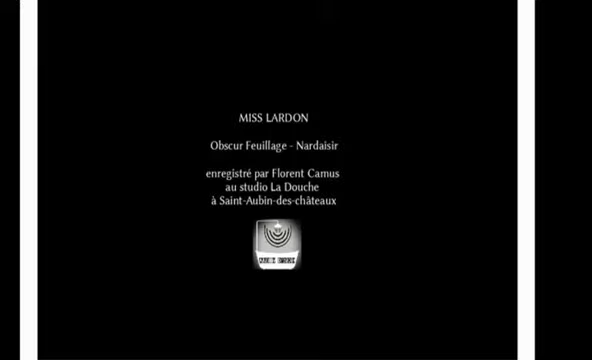 MISS LARDON
Obscur Feuillage - Nardaisir
enregistré par Florent Camus
au studio La Douche
à Saint-Aubin-des-châteaux